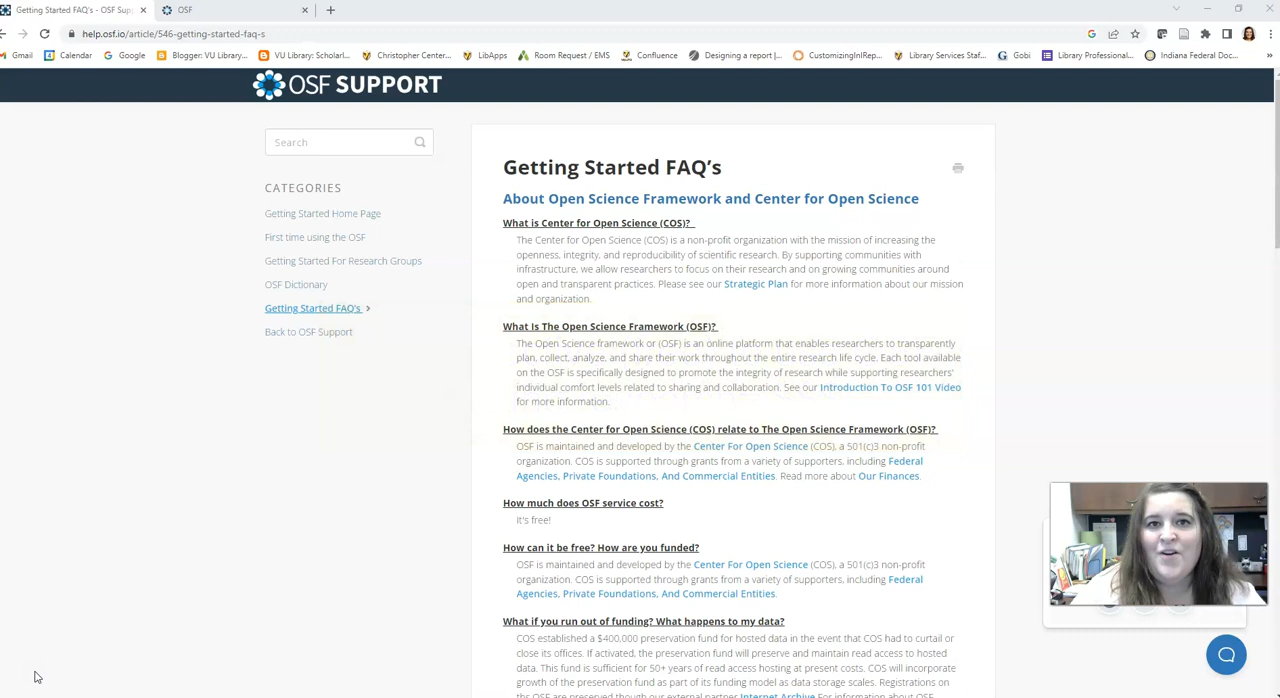 Getting Started FAQ's - OSF Supp
OSF
help.osf.io/article/546-getting-started-faq-s
Gmail
Calendar
Google
Blogger: VU Library...
VU Library: Scholarl...
Christopher Center...
LibApps
Room Request / EMS
Confluence
Designing a report |...
CustomizingInIRep...
Library Services Staf...
Gobi
Library Professional...
Indiana Federal Doc...
OSF SUPPORT
Search
CATEGORIES
Getting Started Home Page
First time using the OSF
Getting Started For Research Groups
OSF Dictionary
Getting Started FAQ's
Back to OSF Support
Getting Started FAQ’s
About Open Science Framework and Center for Open Science
What is Center for Open Science (COS)?
The Center for Open Science (COS) is a non-profit organization with the mission of increasing the
openness, integrity, and reproducibility of scientific research. By supporting communities with
infrastructure, we allow researchers to focus on their research and on growing communities around
open and transparent practices. Please see our Strategic Plan for more information about our mission
and organization.
What Is The Open Science Framework (OSF)?
The Open Science framework or (OSF) is an online platform that enables researchers to transparently
plan, collect, analyze, and share their work throughout the entire research life cycle. Each tool available
on the OSF is specifically designed to promote the integrity of research while supporting researchers'
individual comfort levels related to sharing and collaboration. See our Introduction To OSF 101 Video
for more information.
How does the Center for Open Science (COS) relate to The Open Science Framework (OSF)?
OSF is maintained and developed by the Center For Open Science (COS), a 501(c)3 non-profit
organization. COS is supported through grants from a variety of supporters, including Federal
Agencies, Private Foundations, And Commercial Entities. Read more about Our Finances.
How much does OSF service cost?
It's free!
How can it be free? How are you funded?
OSF is maintained and developed by the Center For Open Science (COS), a 501(c)3 non-profit
organization. COS is supported through grants from a variety of supporters, including Federal
Agencies, Private Foundations, And Commercial Entities.
What if you run out of funding? What happens to my data?
COS established a $400,000 preservation fund for hosted data in the event that COS had to curtail or
close its offices. If activated, the preservation fund will preserve and maintain read access to hosted
data. This fund is sufficient for 50+ years of read access hosting at present costs. COS will incorporate
growth of the preservation fund as part of its funding model as data storage scales. Registrations on
the OSF are preserved though our external partner Internet Archive For information about OSF